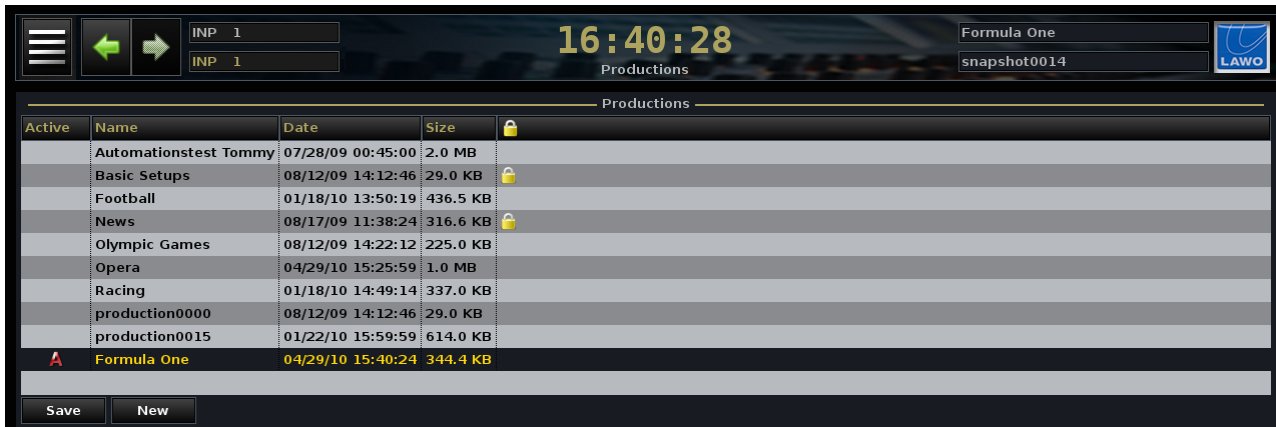 INP 1
INP 1
16:40:28
Productions
Formula One
snapshot0014
LAWO
Productions
Active Name Date Size
Automationstest Tommy 07/28/09 00:45:00 2.0 MB
Basic Setups 08/12/09 14:12:46 29.0 KB
Football 01/18/10 13:50:19 436.5 KB
News 08/17/09 11:38:24 316.6 KB
Olympic Games 08/12/09 14:22:12 225.0 KB
Opera 04/29/10 15:25:59 1.0 MB
Racing 01/18/10 14:49:14 337.0 KB
production0000 08/12/09 14:12:46 29.0 KB
production0015 01/22/10 15:59:59 614.0 KB
A Formula One 04/29/10 15:40:24 344.4 KB
Save New